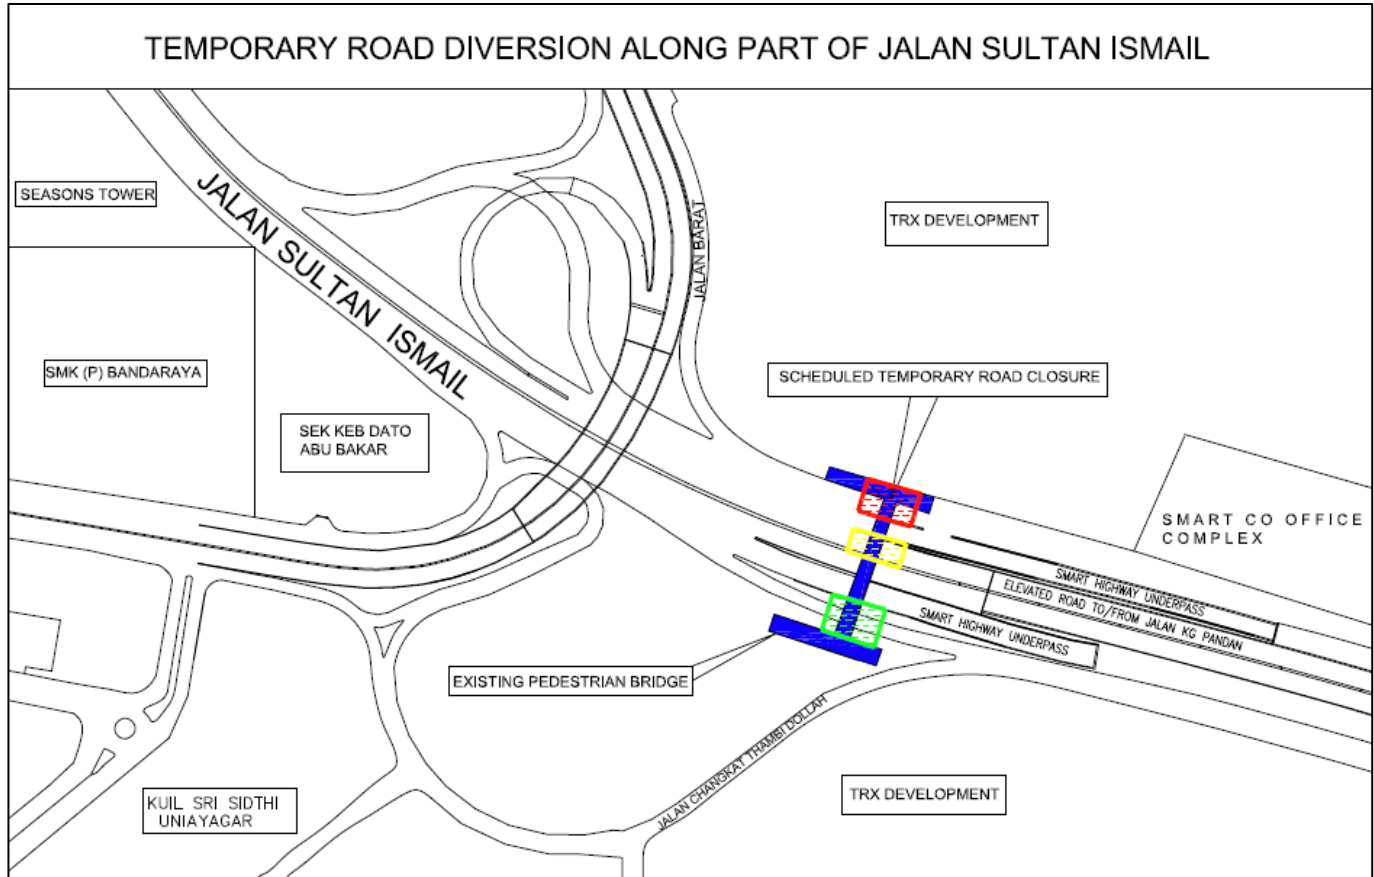 TEMPORARY ROAD DIVERSION ALONG PART OF JALAN SULTAN ISMAIL
SEASONS TOWER
JALAN SULTAN ISMAIL
JALAN BARAT
TRX DEVELOPMENT
SMK (P) BANDARAYA
SCHEDULED TEMPORARY ROAD CLOSURE
SEK KEB DATO
ABU BAKAR
SMART CO OFFICE
COMPLEX
SMART HIGHWAY UNDERPASS
ELEVATED ROAD TO/FROM JALAN KG PANDAN
SMART HIGHWAY UNDERPASS
EXISTING PEDESTRIAN BRIDGE
JALAN CHANGKAT THAMBI DOLLAH
TRX DEVELOPMENT
KUIL SRI SIDTHI
UNIAYAGAR